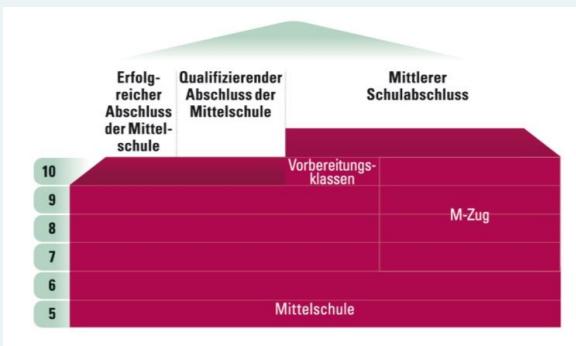 Erfolg-
reicher
Abschluss
der Mittel-
schule
Qualifizierender
Abschluss der
Mittelschule
Mittlerer
Schulabschluss
10
Vorbereitungs-
klassen
9
8
M-Zug
7
6
5
Mittelschule